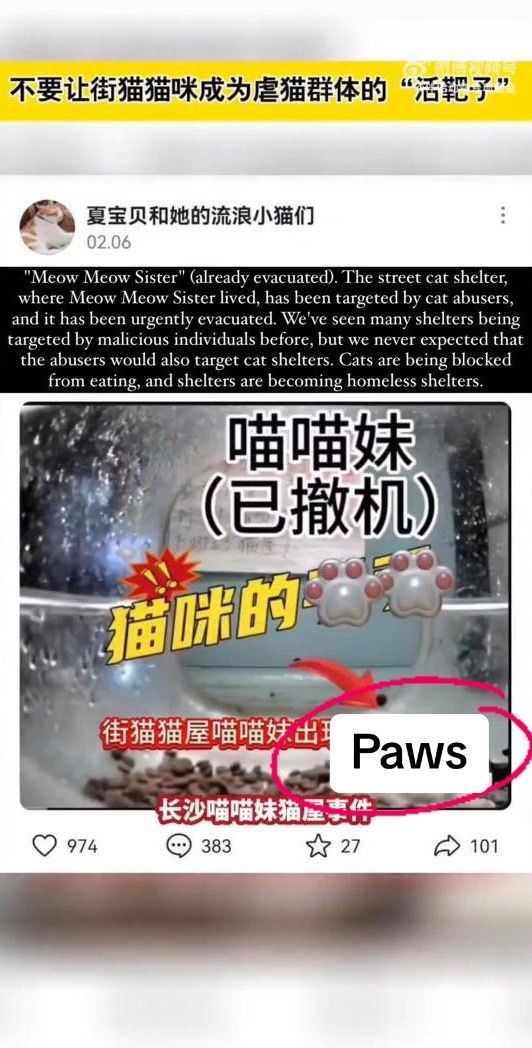 微博视频号
不要让街猫猫咪成为虐猫群体的“活靶子”
夏宝贝和她的流浪小猫们
02.06
"Meow Meow Sister" (already evacuated). The street cat shelter,
where Meow Meow Sister lived, has been targeted by cat abusers,
and it has been urgently evacuated. We've seen many shelters being
targeted by malicious individuals before, but we never expected that
the abusers would also target cat shelters. Cats are being blocked
from eating, and shelters are becoming homeless shelters.
喵喵妹
(已撤机)
!!
猫咪的
街猫猫屋喵喵妹出现
Paws
长沙喵喵妹猫屋事件
974
383
27
101